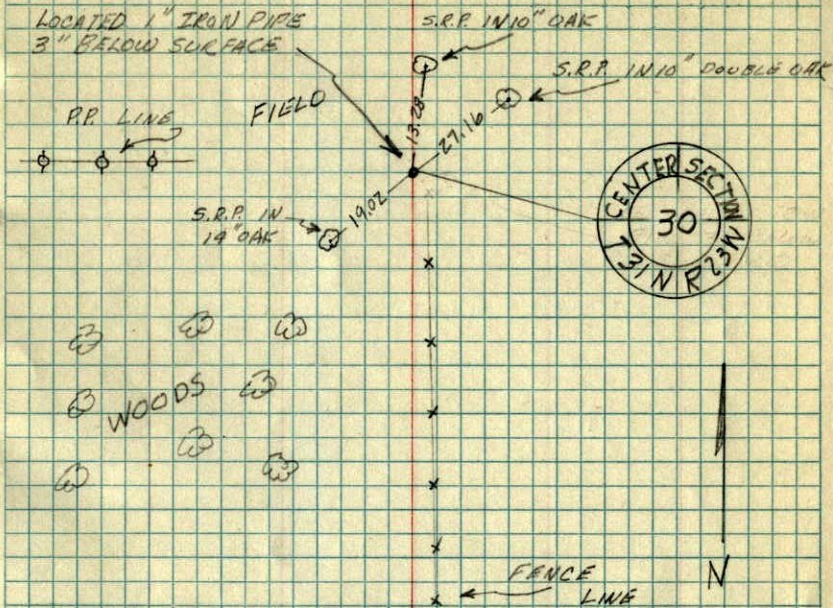 LOCATED 1" IRON PIPE
3" BELOW SURFACE
S.R.P. IN 10" OAK
S.R.P. IN 10" DOUBLE OAK
P.P. LINE
FIELD
13.28
27.16
19.02
S.R.P. IN
14" OAK
CENTER SECTION
30
T31N R23W
WOODS
FENCE
LINE
N